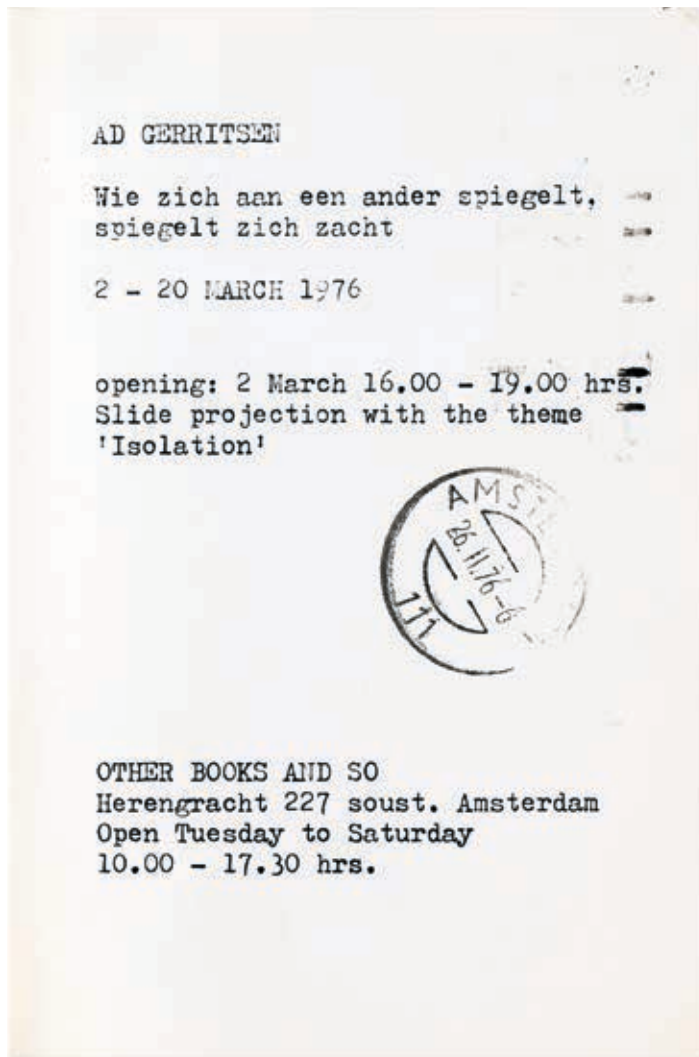 AD GERRITSEN
Wie zich aan een ander spiegelt,
spiegelt zich zacht
2 - 20 MARCH 1976
opening: 2 March 16.00 - 19.00 hrs.
Slide projection with the theme
'Isolation'
26.II.76-6
111
OTHER BOOKS AND SO
Herengracht 227 soust. Amsterdam
Open Tuesday to Saturday
10.00 - 17.30 hrs.